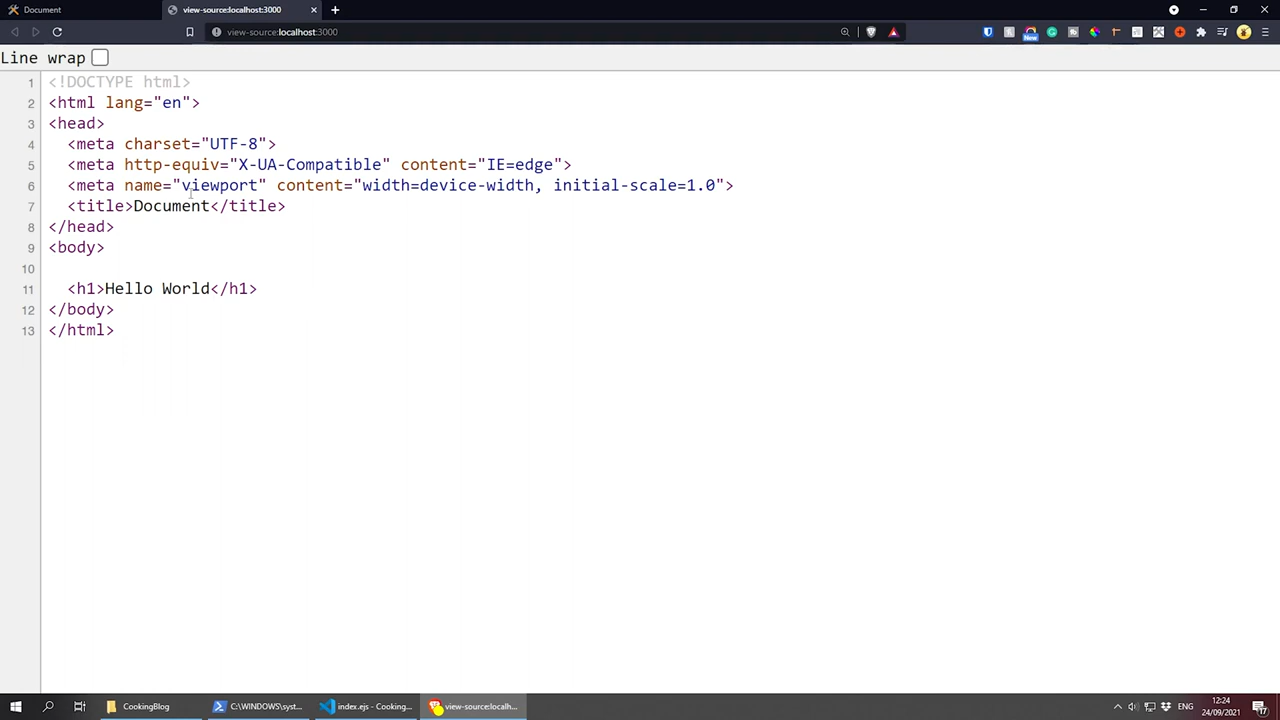 Document
view-source:localhost:3000
view-source:localhost:3000
New
Line wrap
1 <!DOCTYPE html>
2 <html lang="en">
3 <head>
4 <meta charset="UTF-8">
5 <meta http-equiv="X-UA-Compatible" content="IE=edge">
6 <meta name="viewport" content="width=device-width, initial-scale=1.0">
7 <title>Document</title>
8 </head>
9 <body>
10
11 <h1>Hello World</h1>
12 </body>
13 </html>
CookingBlog
C:\WINDOWS\syst...
index.ejs - Cooking...
view-source:localh...
ENG
12:24
24/09/2021